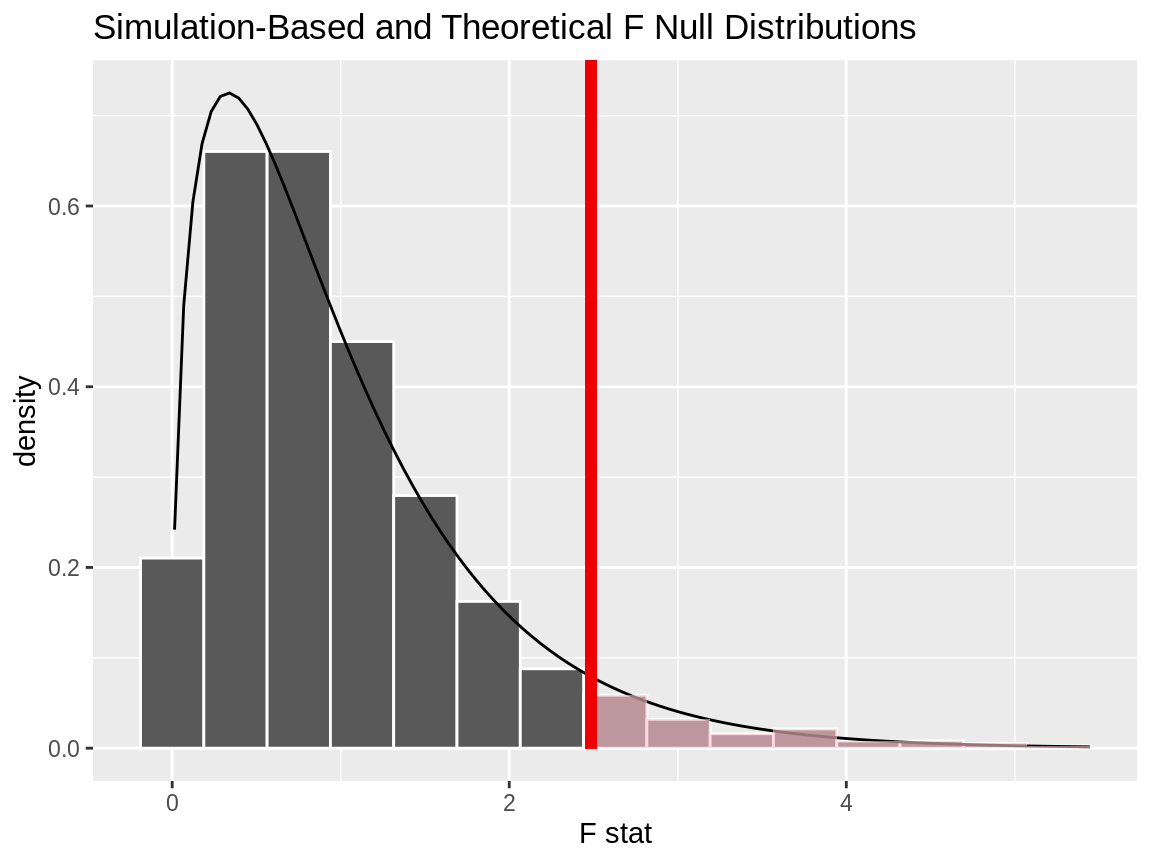 Simulation-Based and Theoretical F Null Distributions
density
0.6
0.4
0.2
0.0
0 2 4
F stat